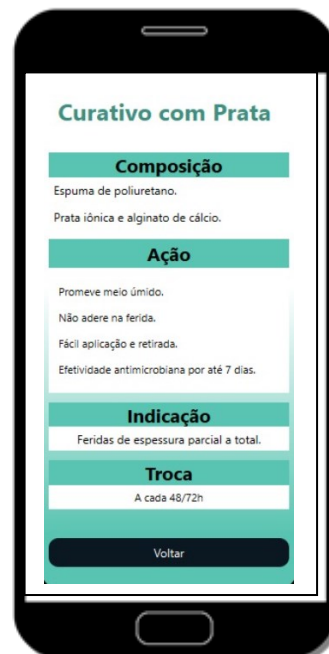 Curativo com Prata
Composição
Espuma de poliuretano.
Prata iônica e alginato de cálcio.
Ação
Promeve meio úmido.
Não adere na ferida.
Fácil aplicação e retirada.
Efetividade antimicrobiana por até 7 dias.
Indicação
Feridas de espessura parcial a total.
Troca
A cada 48/72h
Voltar